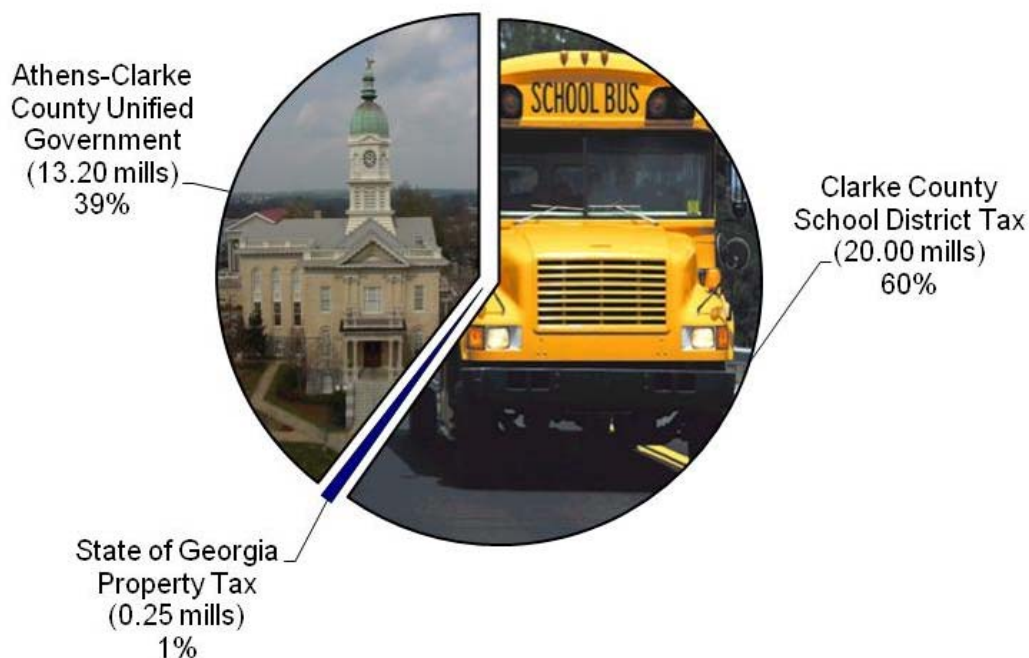 Athens-Clarke
County Unified
Government
(13.20 mills)
39%
SCHOOL BUS
Clarke County
School District Tax
(20.00 mills)
60%
State of Georgia
Property Tax
(0.25 mills)
1%